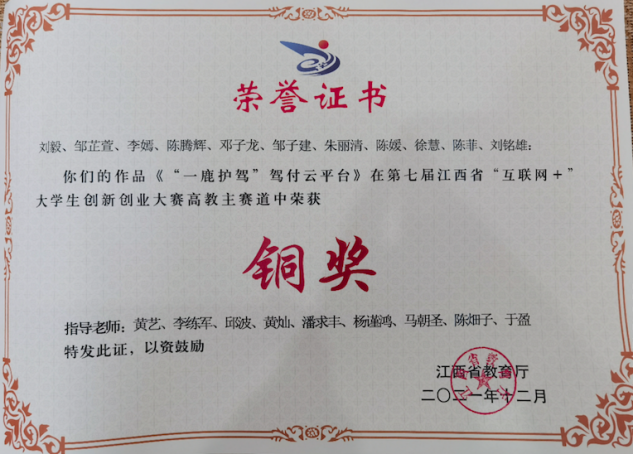 荣誉证书
刘毅、邹芷萱、李嫣、陈腾辉、邓子龙、邹子建、朱丽清、陈媛、徐慧、陈菲、刘铭雄：
你们的作品《“一鹿护驾”驾付云平台》在第七届江西省“互联网＋”
大学生创新创业大赛高教主赛道中荣获
铜奖
指导老师：黄艺、李练军、邱波、黄灿、潘求丰、杨谨鸿、马朝圣、陈畑子、于盈
特发此证，以资鼓励
江西省教育厅
二〇二一年十二月